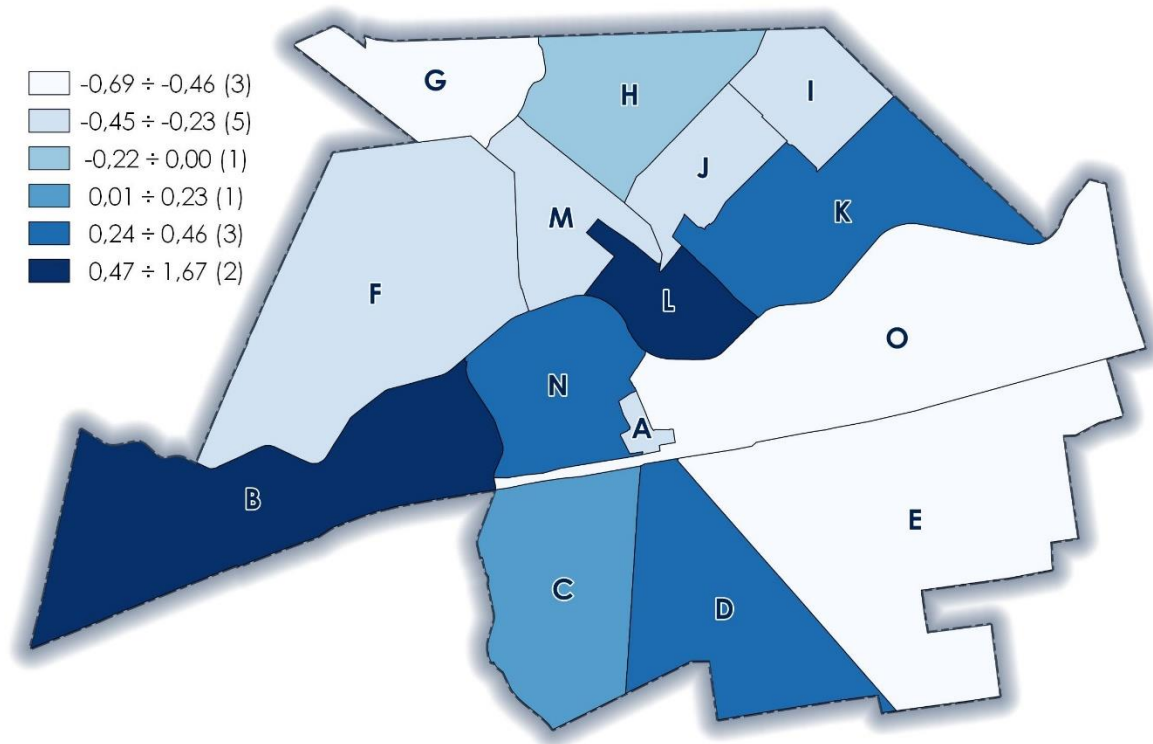 -0,69 ÷ -0,46 (3)
-0,45 ÷ -0,23 (5)
-0,22 ÷ 0,00 (1)
0,01 ÷ 0,23 (1)
0,24 ÷ 0,46 (3)
0,47 ÷ 1,67 (2)
G
H
I
J
K
M
F
L
O
N
A
B
E
C
D